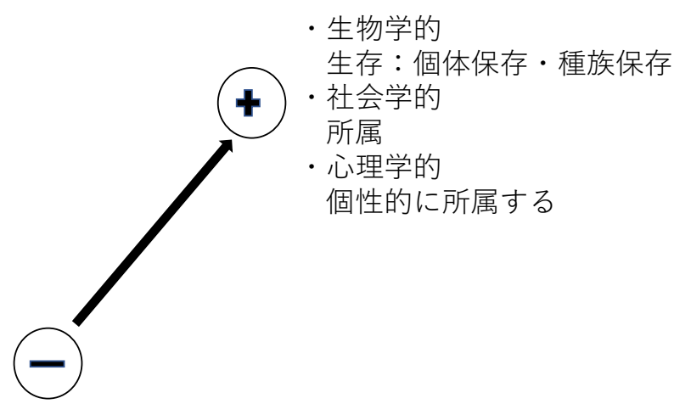 ・生物学的
生存：個体保存・種族保存
・社会学的
所属
・心理学的
個性的に所属する
+
−